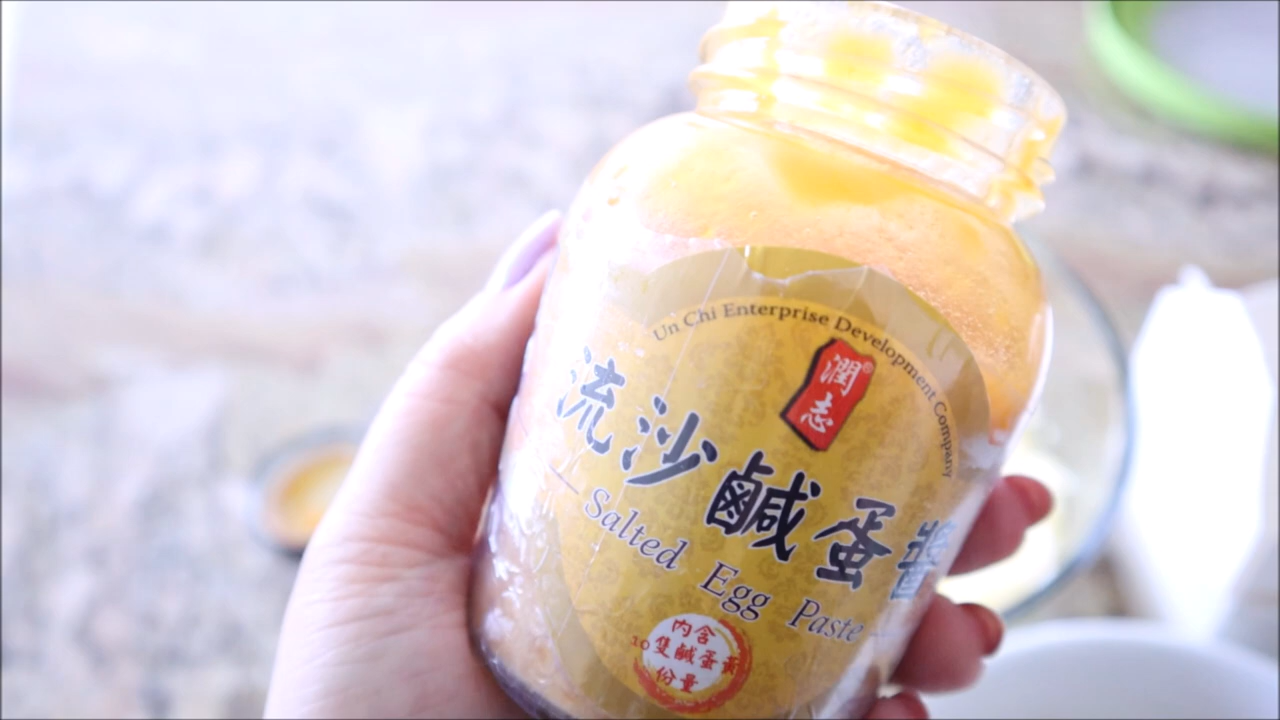 Un Chi Enterprise Development Company
潤®
志
流沙鹹蛋醬
Salted Egg Paste
內含
10隻鹹蛋黃
份量